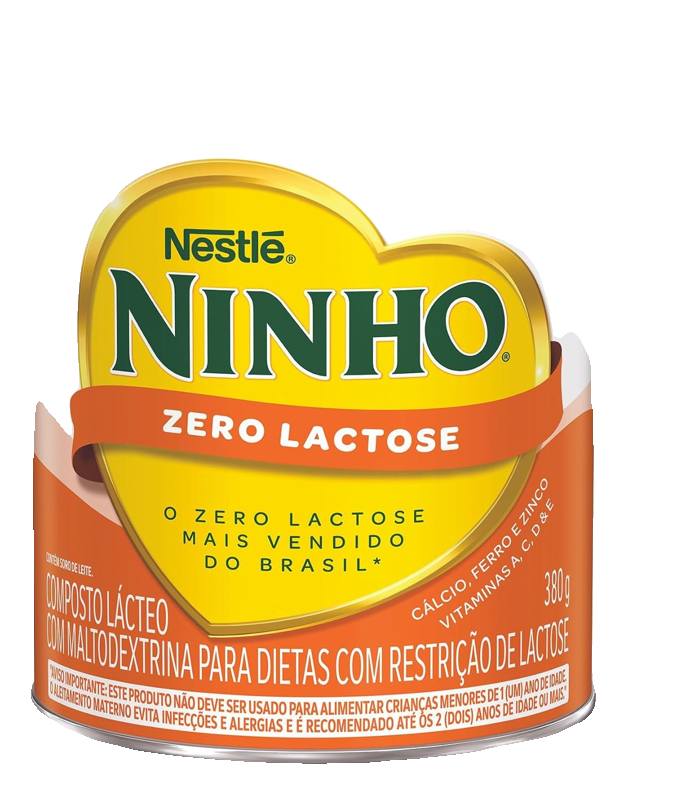 Nestlé®
NINHO®
ZERO LACTOSE
O ZERO LACTOSE
MAIS VENDIDO
DO BRASIL*
CÁLCIO, FERRO E ZINCO
VITAMINAS A, C, D & E
CONTÉM SORO DE LEITE.
380g
COMPOSTO LÁCTEO
COM MALTODEXTRINA PARA DIETAS COM RESTRIÇÃO DE LACTOSE
"AVISO IMPORTANTE: ESTE PRODUTO NÃO DEVE SER USADO PARA ALIMENTAR CRIANÇAS MENORES DE 1 (UM) ANO DE IDADE.
O ALEITAMENTO MATERNO EVITA INFECÇÕES E ALERGIAS E É RECOMENDADO ATÉ OS 2 (DOIS) ANOS DE IDADE OU MAIS."